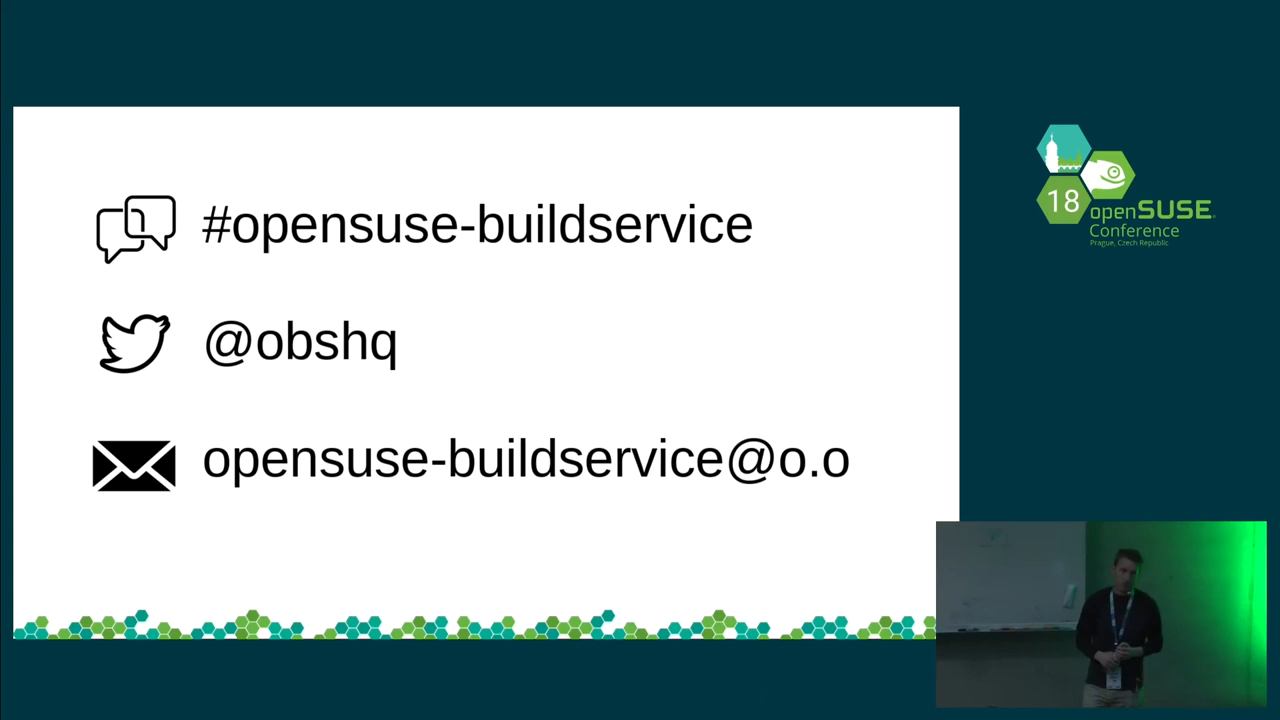 #opensuse-buildservice
@obshq
opensuse-buildservice@o.o
18
openSUSE
Conference
Prague, Czech Republic